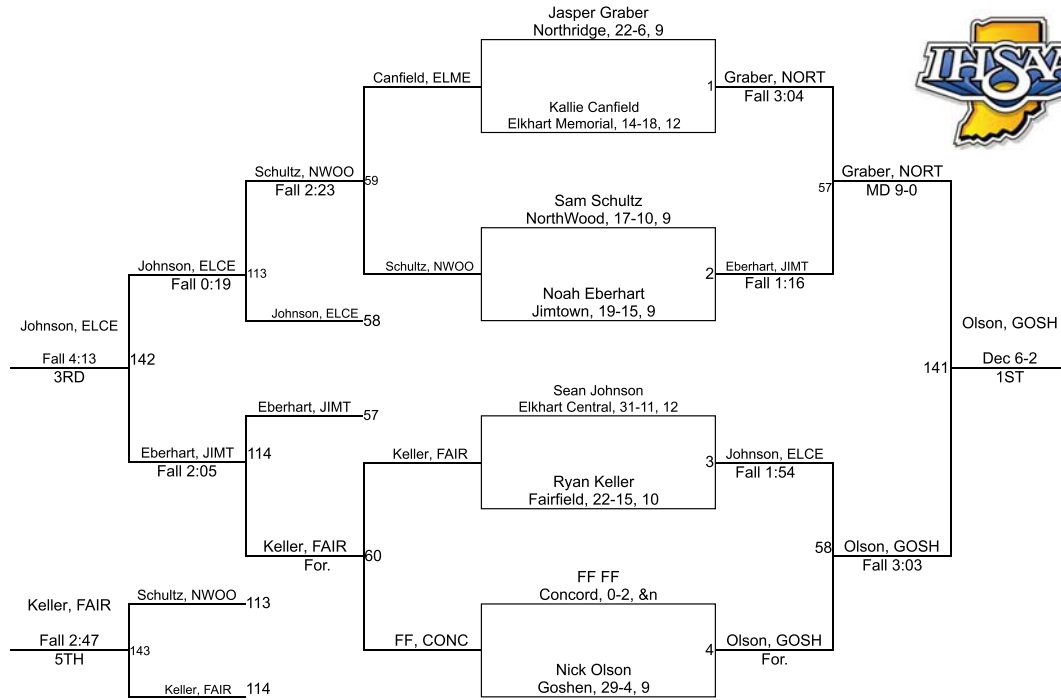 Jasper Graber
Northridge, 22-6, 9
IHSAA
Canfield, ELME
1
Graber, NORT
Fall 3:04
Kallie Canfield
Elkhart Memorial, 14-18, 12
Schultz, NWOO
59
Fall 2:23
Sam Schultz
NorthWood, 17-10, 9
57
Graber, NORT
MD 9-0
Johnson, ELCE
113
Fall 0:19
Schultz, NWOO
2
Eberhart, JIMT
Fall 1:16
Noah Eberhart
Jimtown, 19-15, 9
Johnson, ELCE
58
Johnson, ELCE
Fall 4:13
142
3RD
Olson, GOSH
141
Dec 6-2
1ST
Eberhart, JIMT
57
Sean Johnson
Elkhart Central, 31-11, 12
Eberhart, JIMT
114
Fall 2:05
Keller, FAIR
3
Johnson, ELCE
Fall 1:54
Ryan Keller
Fairfield, 22-15, 10
Keller, FAIR
60
For.
58
Olson, GOSH
Fall 3:03
FF FF
Concord, 0-2, &n
Keller, FAIR
Schultz, NWOO
113
Fall 2:47
143
5TH
FF, CONC
4
Olson, GOSH
For.
Nick Olson
Goshen, 29-4, 9
Keller, FAIR
114